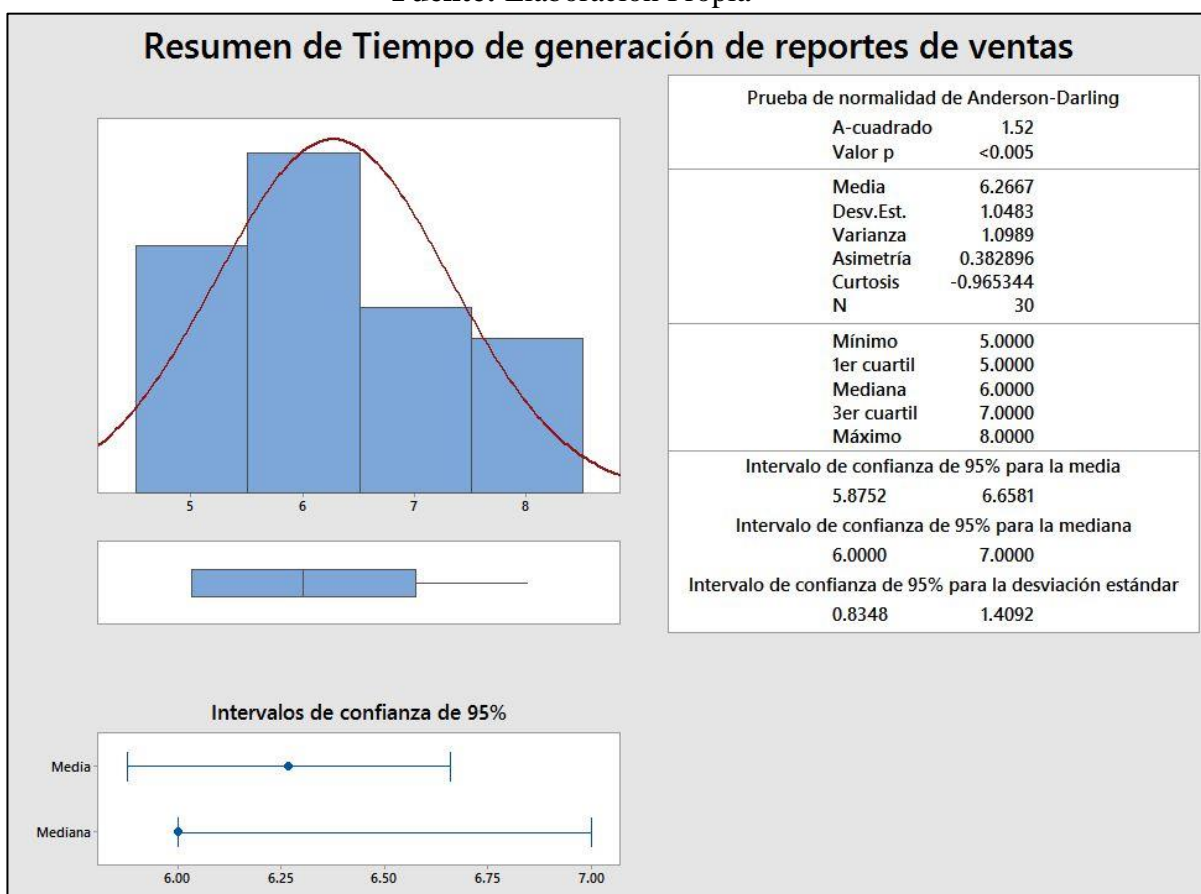 Fuente: Elaboración Propia
Resumen de Tiempo de generación de reportes de ventas
Prueba de normalidad de Anderson-Darling
A-cuadrado 1.52
Valor p <0.005
Media 6.2667
Desv.Est. 1.0483
Varianza 1.0989
Asimetría 0.382896
Curtosis -0.965344
N 30
Mínimo 5.0000
1er cuartil 5.0000
Mediana 6.0000
3er cuartil 7.0000
Máximo 8.0000
Intervalo de confianza de 95% para la media
5.8752 6.6581
Intervalo de confianza de 95% para la mediana
6.0000 7.0000
Intervalo de confianza de 95% para la desviación estándar
0.8348 1.4092
5 6 7 8
Intervalos de confianza de 95%
Media
Mediana
6.00 6.25 6.50 6.75 7.00